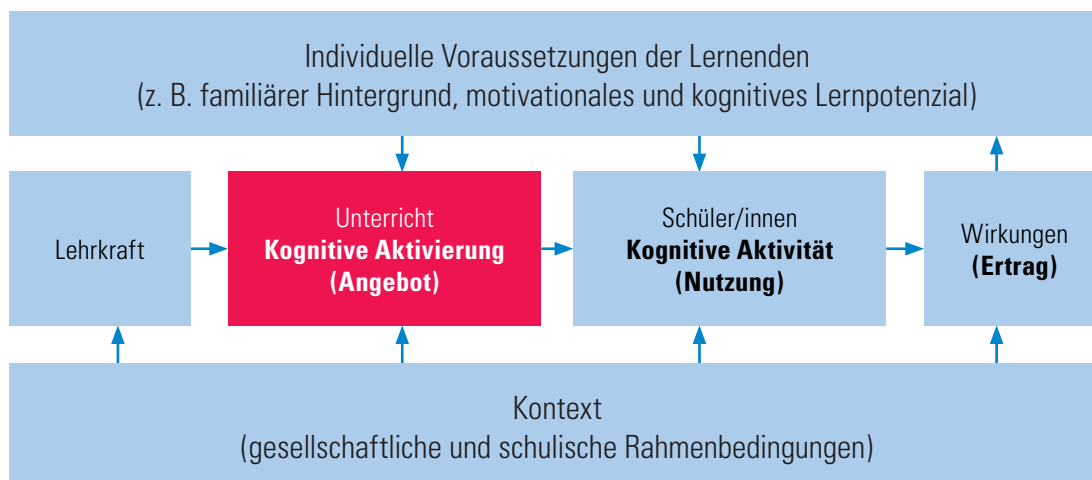 Individuelle Voraussetzungen der Lernenden
(z. B. familiärer Hintergrund, motivationales und kognitives Lernpotenzial)
Lehrkraft
Unterricht
Kognitive Aktivierung
(Angebot)
Schüler/innen
Kognitive Aktivität
(Nutzung)
Wirkungen
(Ertrag)
Kontext
(gesellschaftliche und schulische Rahmenbedingungen)